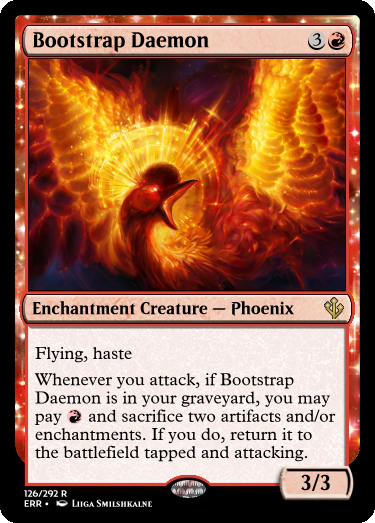 Bootstrap Daemon 3
Enchantment Creature — Phoenix
Flying, haste
Whenever you attack, if Bootstrap
Daemon is in your graveyard, you may
pay and sacrifice two artifacts and/or
enchantments. If you do, return it to
the battlefield tapped and attacking.
3/3
126/292 R
ERR • Liiga Smilshkalne